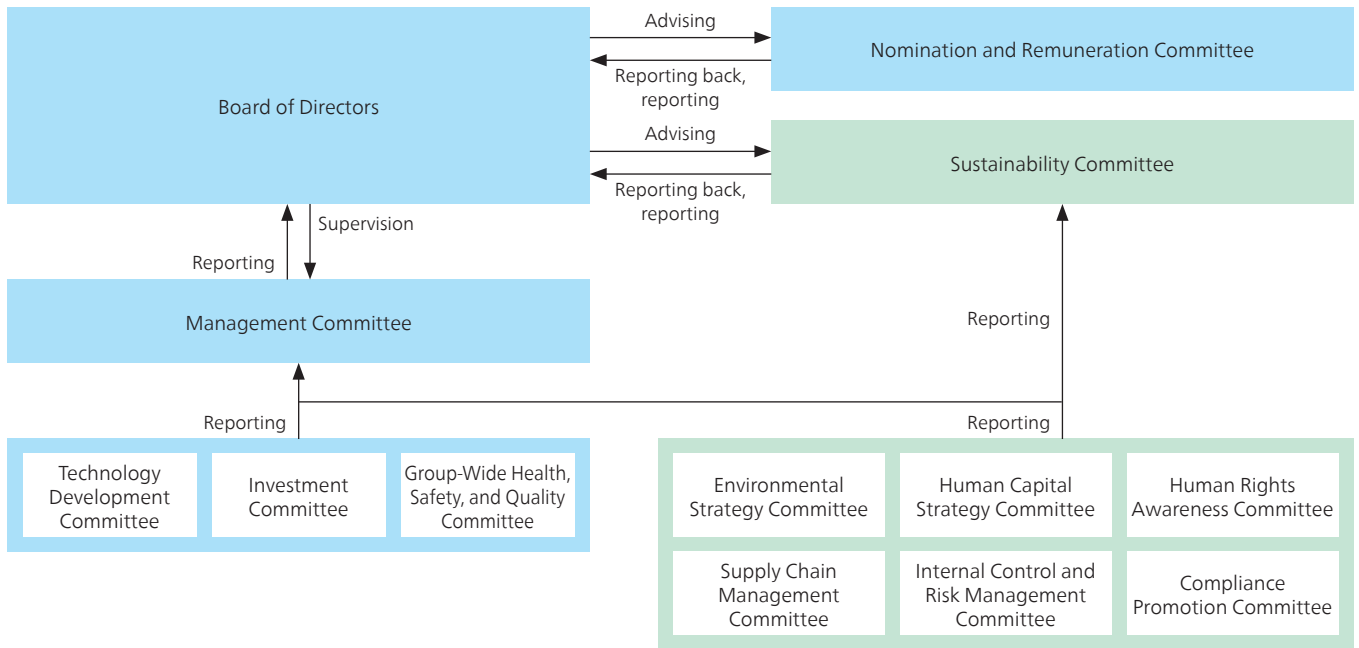 Advising
Nomination and Remuneration Committee
Reporting back,
reporting
Board of Directors
Advising
Sustainability Committee
Reporting back,
reporting
Supervision
Reporting
Management Committee
Reporting
Reporting
Reporting
Technology
Development
Committee
Investment
Committee
Group-Wide Health,
Safety, and Quality
Committee
Environmental
Strategy Committee
Human Capital
Strategy Committee
Human Rights
Awareness Committee
Supply Chain
Management
Committee
Internal Control and
Risk Management
Committee
Compliance
Promotion Committee